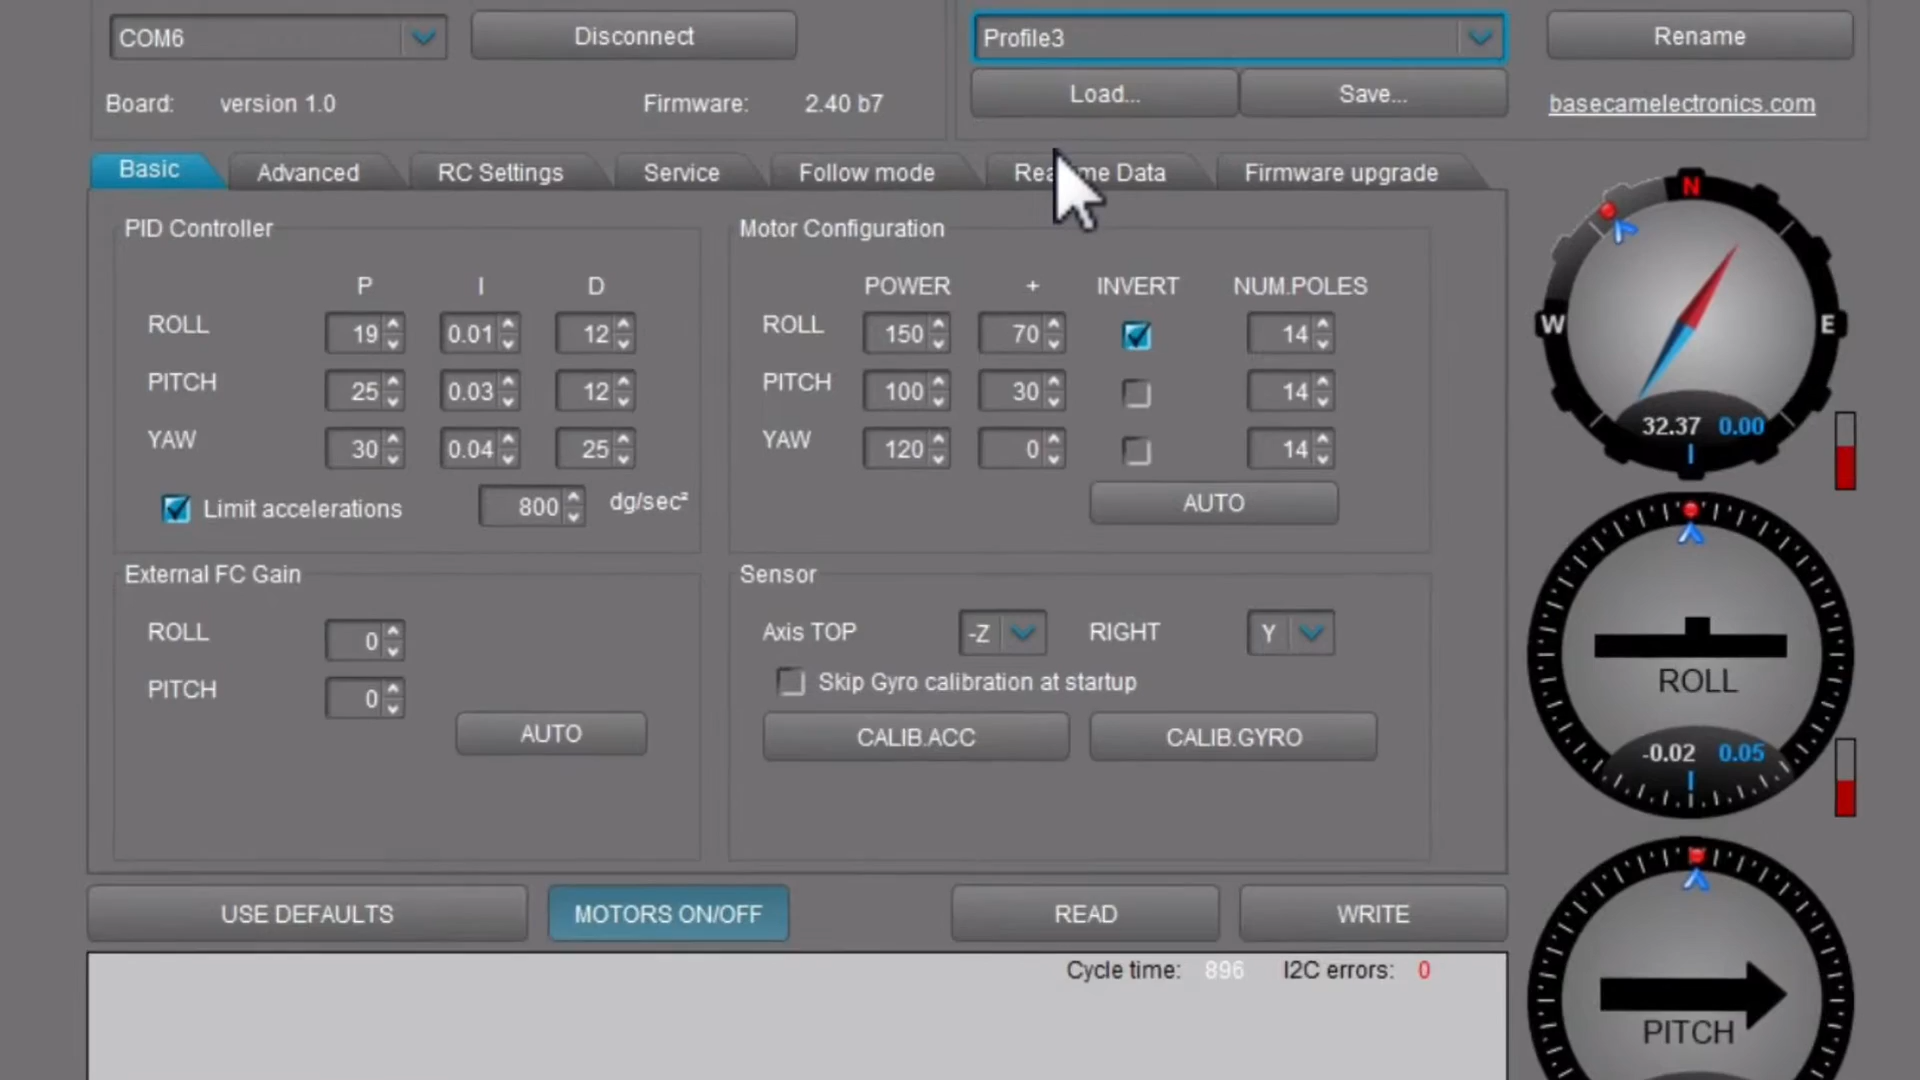 COM6 Disconnect Profile3 Rename
Board: version 1.0 Firmware: 2.40 b7 Load... Save... basecamelectronics.com
Basic Advanced RC Settings Service Follow mode Data Firmware upgrade
PID Controller
P I D
ROLL 19 0.01 12
PITCH 25 0.03 12
YAW 30 0.04 25
Limit accelerations 800 dg/sec²
Motor Configuration
POWER + INVERT NUM.POLES
ROLL 150 70 14
PITCH 100 30 14
YAW 120 0 14
AUTO
External FC Gain
ROLL 0
PITCH 0
AUTO
Sensor
Axis TOP -Z RIGHT Y
Skip Gyro calibration at startup
CALIB.ACC CALIB.GYRO
USE DEFAULTS MOTORS ON/OFF READ WRITE
Cycle time: 896 I2C errors: 0
N
W E
32.37 0.00
ROLL
-0.02 0.05
PITCH